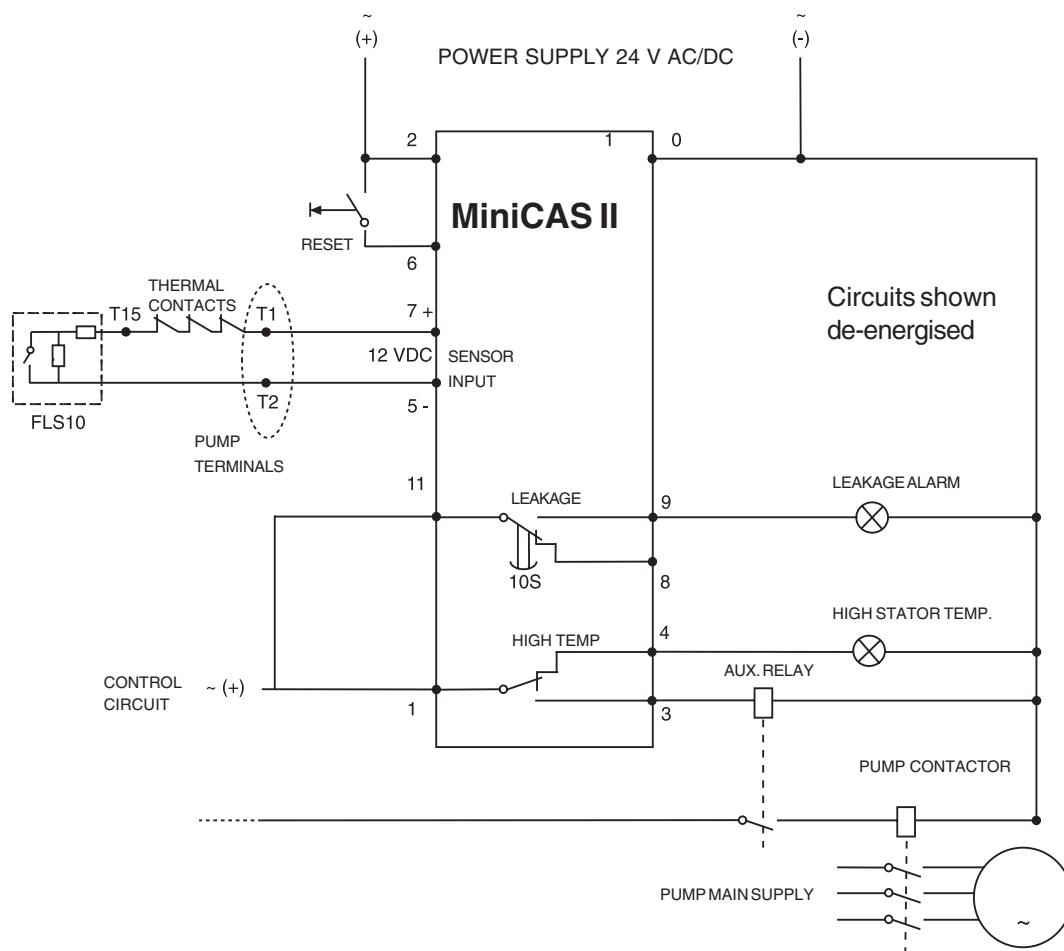 ~
(+)
~
(-)
POWER SUPPLY 24 V AC/DC
2
1 0
MiniCAS II
RESET
6
THERMAL
CONTACTS
T15
T1
7 +
12 VDC
SENSOR
INPUT
Circuits shown
de-energised
FLS10
T2
5 -
PUMP
TERMINALS
11
LEAKAGE
9
LEAKAGE ALARM
10S
8
HIGH STATOR TEMP.
HIGH TEMP
4
AUX. RELAY
CONTROL
CIRCUIT
~ (+)
1
3
PUMP CONTACTOR
PUMP MAIN SUPPLY
~